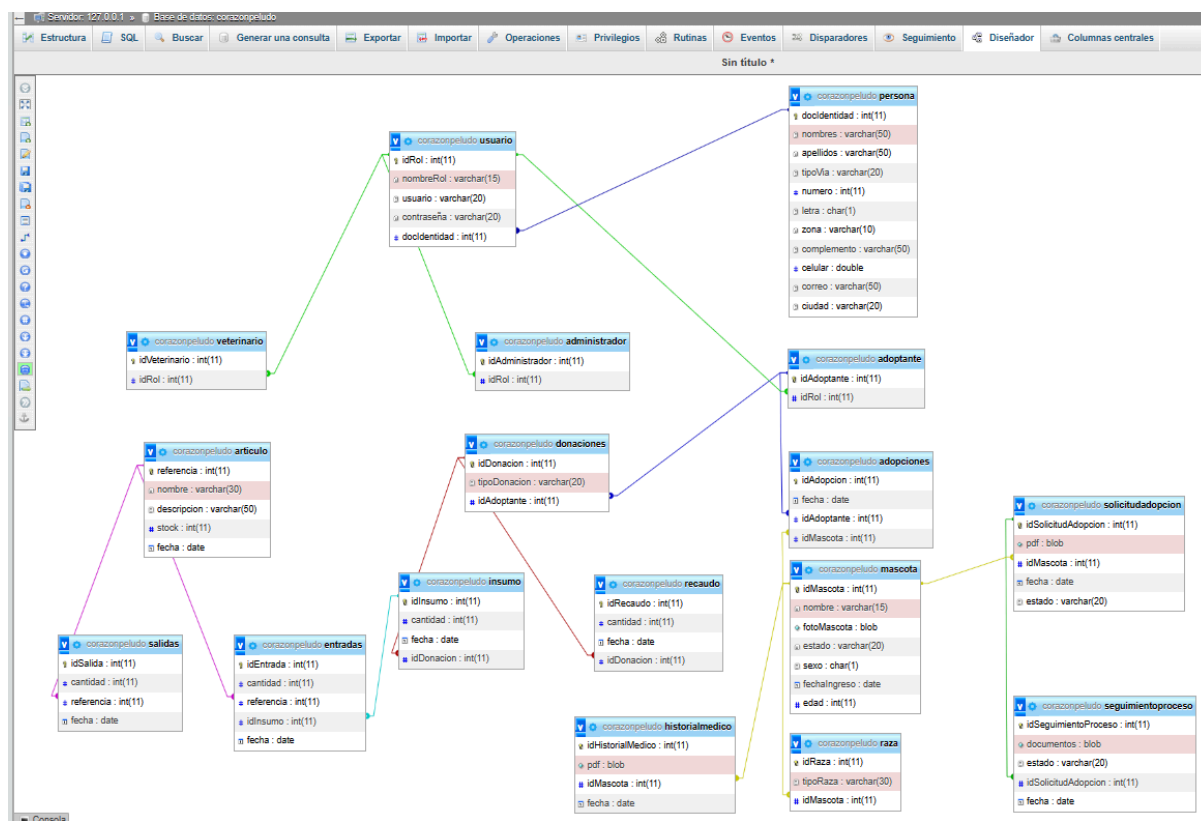 Servidor: 127.0.0.1 » Base de datos: corazonpeludo
Estructura SQL Buscar Generar una consulta Exportar Importar Operaciones Privilegios Rutinas Eventos Disparadores Seguimiento Diseñador Columnas centrales
Sin título *
corazonpeludo persona
docIdentidad : int(11)
nombres : varchar(50)
apellidos : varchar(50)
tipoVia : varchar(20)
numero : int(11)
letra : char(1)
zona : varchar(10)
complemento : varchar(50)
celular : double
correo : varchar(50)
ciudad : varchar(20)
corazonpeludo usuario
idRol : int(11)
nombreRol : varchar(15)
usuario : varchar(20)
contraseña : varchar(20)
docIdentidad : int(11)
corazonpeludo veterinario
idVeterinario : int(11)
idRol : int(11)
corazonpeludo administrador
idAdministrador : int(11)
idRol : int(11)
corazonpeludo adoptante
idAdoptante : int(11)
idRol : int(11)
corazonpeludo articulo
referencia : int(11)
nombre : varchar(30)
descripcion : varchar(50)
stock : int(11)
fecha : date
corazonpeludo donaciones
idDonacion : int(11)
tipoDonacion : varchar(20)
idAdoptante : int(11)
corazonpeludo adopciones
idAdopcion : int(11)
fecha : date
idAdoptante : int(11)
idMascota : int(11)
corazonpeludo solicitudadopcion
idSolicitudAdopcion : int(11)
pdf : blob
idMascota : int(11)
fecha : date
estado : varchar(20)
corazonpeludo insumo
idInsumo : int(11)
cantidad : int(11)
fecha : date
idDonacion : int(11)
corazonpeludo recaudo
idRecaudo : int(11)
cantidad : int(11)
fecha : date
idDonacion : int(11)
corazonpeludo mascota
idMascota : int(11)
nombre : varchar(15)
fotoMascota : blob
estado : varchar(20)
sexo : char(1)
fechaIngreso : date
edad : int(11)
corazonpeludo salidas
idSalida : int(11)
cantidad : int(11)
referencia : int(11)
fecha : date
corazonpeludo entradas
idEntrada : int(11)
cantidad : int(11)
referencia : int(11)
idInsumo : int(11)
fecha : date
corazonpeludo historialmedico
idHistorialMedico : int(11)
pdf : blob
idMascota : int(11)
fecha : date
corazonpeludo raza
idRaza : int(11)
tipoRaza : varchar(30)
idMascota : int(11)
corazonpeludo seguimientoproceso
idSeguimientoProceso : int(11)
documentos : blob
estado : varchar(20)
idSolicitudAdopcion : int(11)
fecha : date
Consola